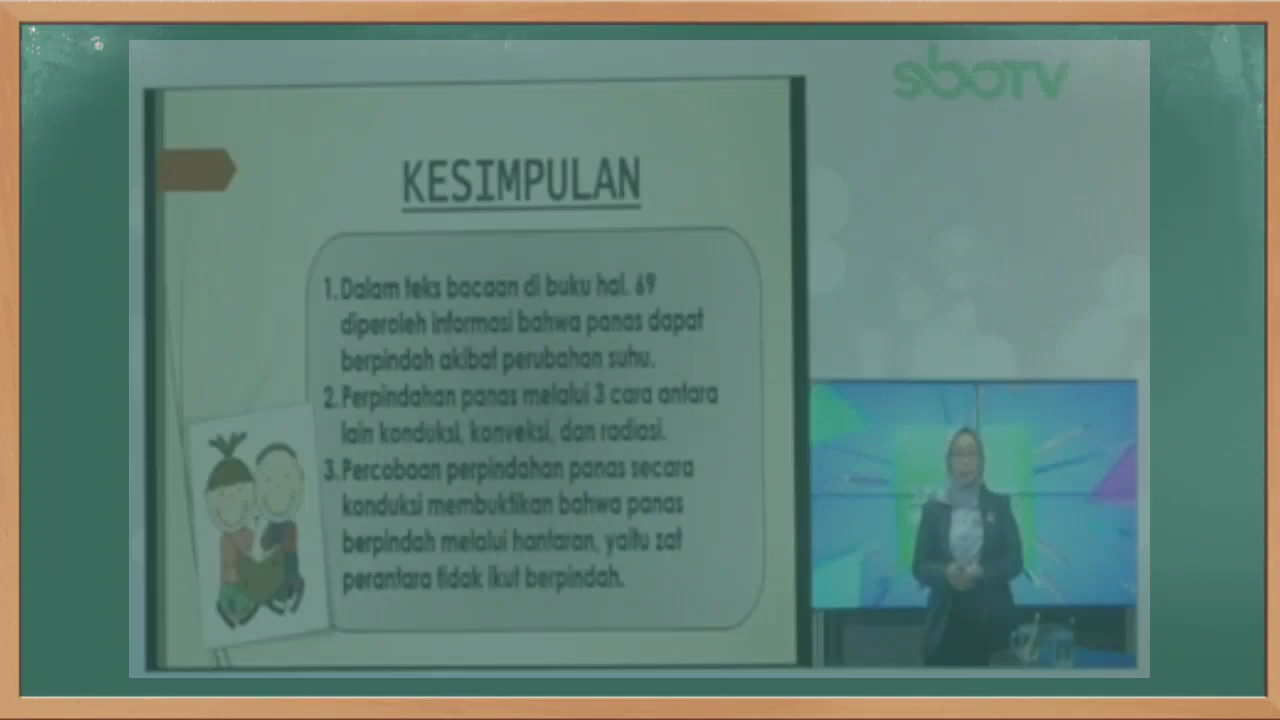 KESIMPULAN
1. Dalam teks bacaan di buku hal. 69
diperoleh informasi bahwa panas dapat
berpindah akibat perubahan suhu.
2. Perpindahan panas melalui 3 cara antara
lain konduksi, konveksi, dan radiasi.
3. Percobaan perpindahan panas secara
konduksi membuktikan bahwa panas
berpindah melalui hantaran, yaitu zat
perantara tidak ikut berpindah.